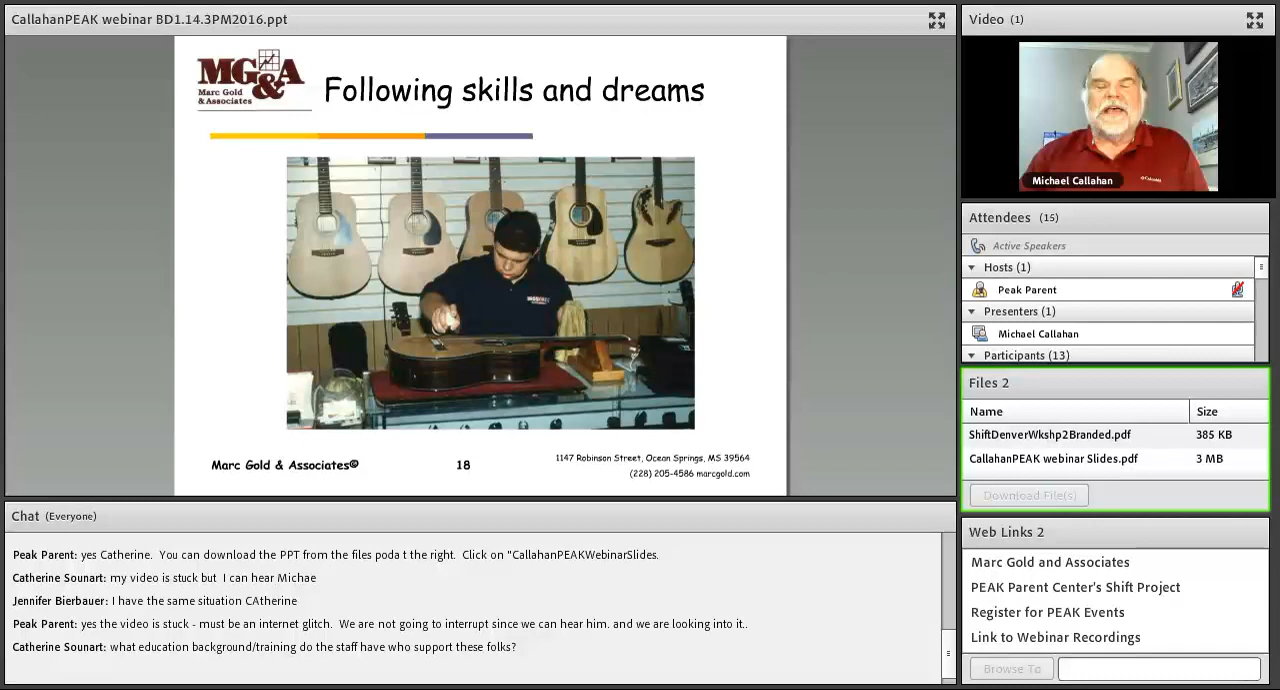 CallahanPEAK webinar BD1.14.3PM2016.ppt
MG&A
Marc Gold
& Associates
Following skills and dreams
Marc Gold & Associates©
18
1147 Robinson Street, Ocean Springs, MS 39564
(228) 205-4586 marcgold.com
Chat (Everyone)
Peak Parent: yes Catherine. You can download the PPT from the files poda t the right. Click on "CallahanPEAKWebinarSlides.
Catherine Sounart: my video is stuck but I can hear Michae
Jennifer Bierbauer: I have the same situation CAtherine
Peak Parent: yes the video is stuck - must be an internet glitch. We are not going to interrupt since we can hear him. and we are looking into it..
Catherine Sounart: what education background/training do the staff have who support these folks?
Video (1)
Michael Callahan
Attendees (15)
Active Speakers
Hosts (1)
Peak Parent
Presenters (1)
Michael Callahan
Participants (13)
Files 2
Name Size
ShiftDenverWkshp2Branded.pdf 385 KB
CallahanPEAK webinar Slides.pdf 3 MB
Download File(s)
Web Links 2
Marc Gold and Associates
PEAK Parent Center's Shift Project
Register for PEAK Events
Link to Webinar Recordings
Browse To